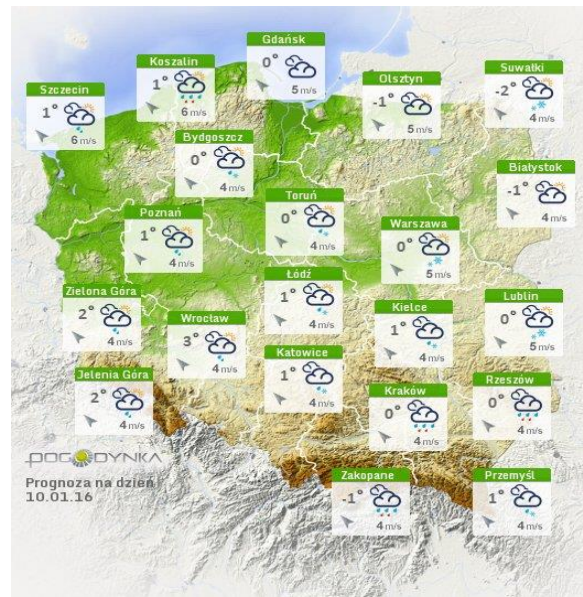 Gdańsk
0°
5 m/s
Koszalin
1°
6 m/s
Suwałki
-2°
4 m/s
Olsztyn
-1°
5 m/s
Szczecin
1°
6 m/s
Bydgoszcz
0°
4 m/s
Białystok
-1°
4 m/s
Toruń
0°
4 m/s
Poznań
1°
4 m/s
Warszawa
0°
5 m/s
Łódź
1°
4 m/s
Zielona Góra
2°
4 m/s
Lublin
0°
5 m/s
Kielce
1°
4 m/s
Wrocław
3°
4 m/s
Katowice
1°
4 m/s
Jelenia Góra
2°
4 m/s
Rzeszów
0°
4 m/s
Kraków
0°
4 m/s
POGODYNKA
Prognoza na dzień
10.01.16
Zakopane
-1°
4 m/s
Przemyśl
1°
4 m/s